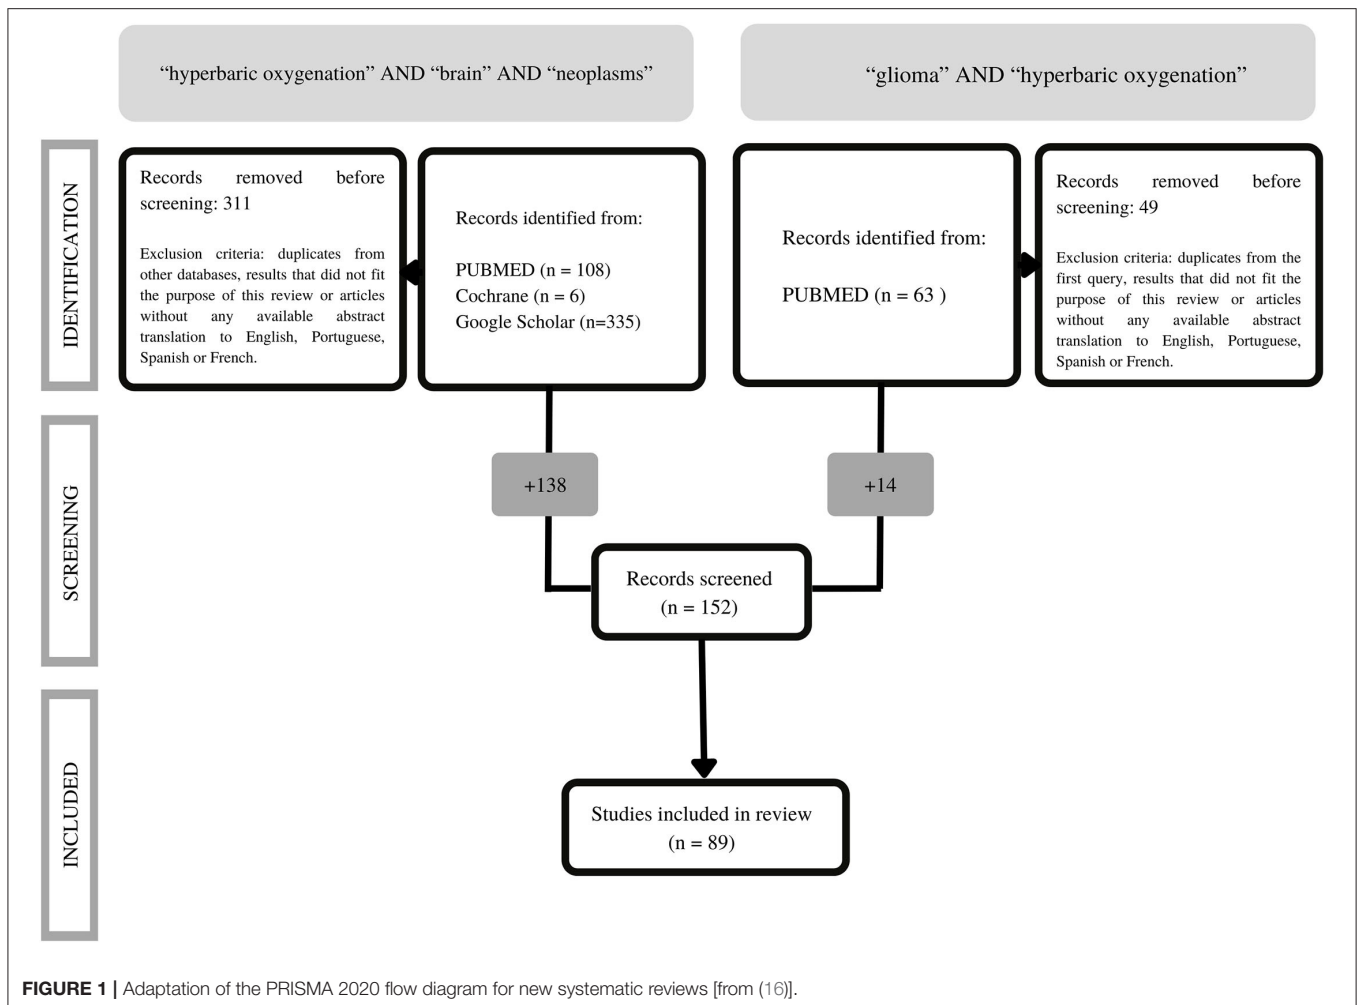 “hyperbaric oxygenation” AND “brain” AND “neoplasms”
“glioma” AND “hyperbaric oxygenation”
IDENTIFICATION
Records removed before
screening: 311
Exclusion criteria: duplicates from
other databases, results that did not fit
the purpose of this review or articles
without any available abstract
translation to English, Portuguese,
Spanish or French.
Records identified from:
PUBMED (n = 108)
Cochrane (n = 6)
Google Scholar (n=335)
Records identified from:
PUBMED (n = 63 )
Records removed before
screening: 49
Exclusion criteria: duplicates from the
first query, results that did not fit the
purpose of this review or articles
without any available abstract
translation to English, Portuguese,
Spanish or French.
SCREENING
+138
+14
Records screened
(n = 152)
INCLUDED
Studies included in review
(n = 89)
FIGURE 1 | Adaptation of the PRISMA 2020 flow diagram for new systematic reviews [from (16)].